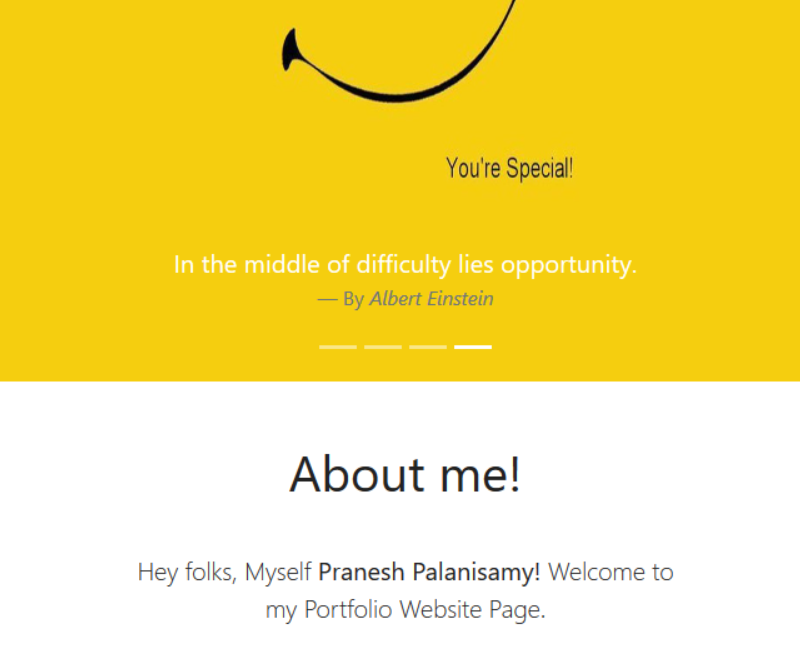 You're Special!
In the middle of difficulty lies opportunity.
— By Albert Einstein
About me!
Hey folks, Myself Pranesh Palanisamy! Welcome to
my Portfolio Website Page.